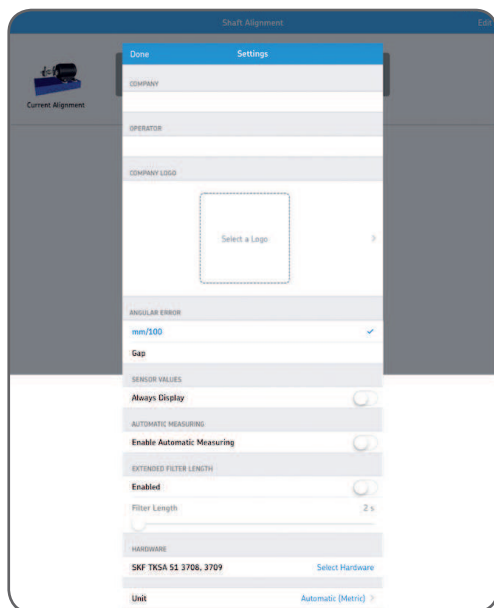 Shaft Alignment
Edit
Done
Settings
Current Alignment
COMPANY
OPERATOR
COMPANY LOGO
Select a Logo
ANGULAR ERROR
mm/100
Gap
SENSOR VALUES
Always Display
AUTOMATIC MEASURING
Enable Automatic Measuring
EXTENDED FILTER LENGTH
Enabled
Filter Length 2 s
HARDWARE
SKF TKSA 51 3708, 3709 Select Hardware
Unit Automatic (Metric)